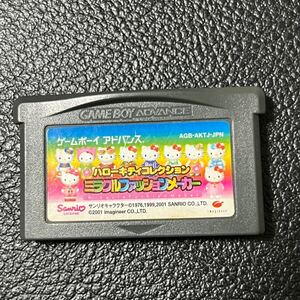 GAME BOY ADVANCE
ゲームボーイ アドバンス
AGB-AKTJ-JPN
ハローキティコレクション
ミラクルファッションメーカー
Sanrio
サンリオキャラクター©1976,1999,2001 SANRIO CO.,LTD.
©2001 Imagineer CO.,LTD.
imagineer